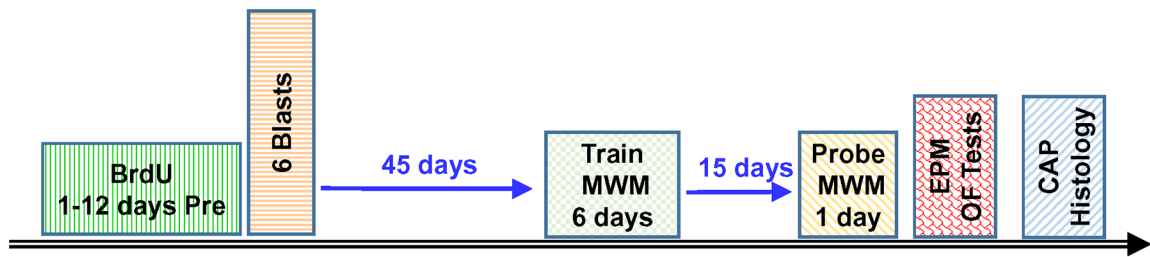 BrdU
1-12 days Pre
6 Blasts
45 days
Train
MWM
6 days
15 days
Probe
MWM
1 day
EPM
OF Tests
CAP
Histology